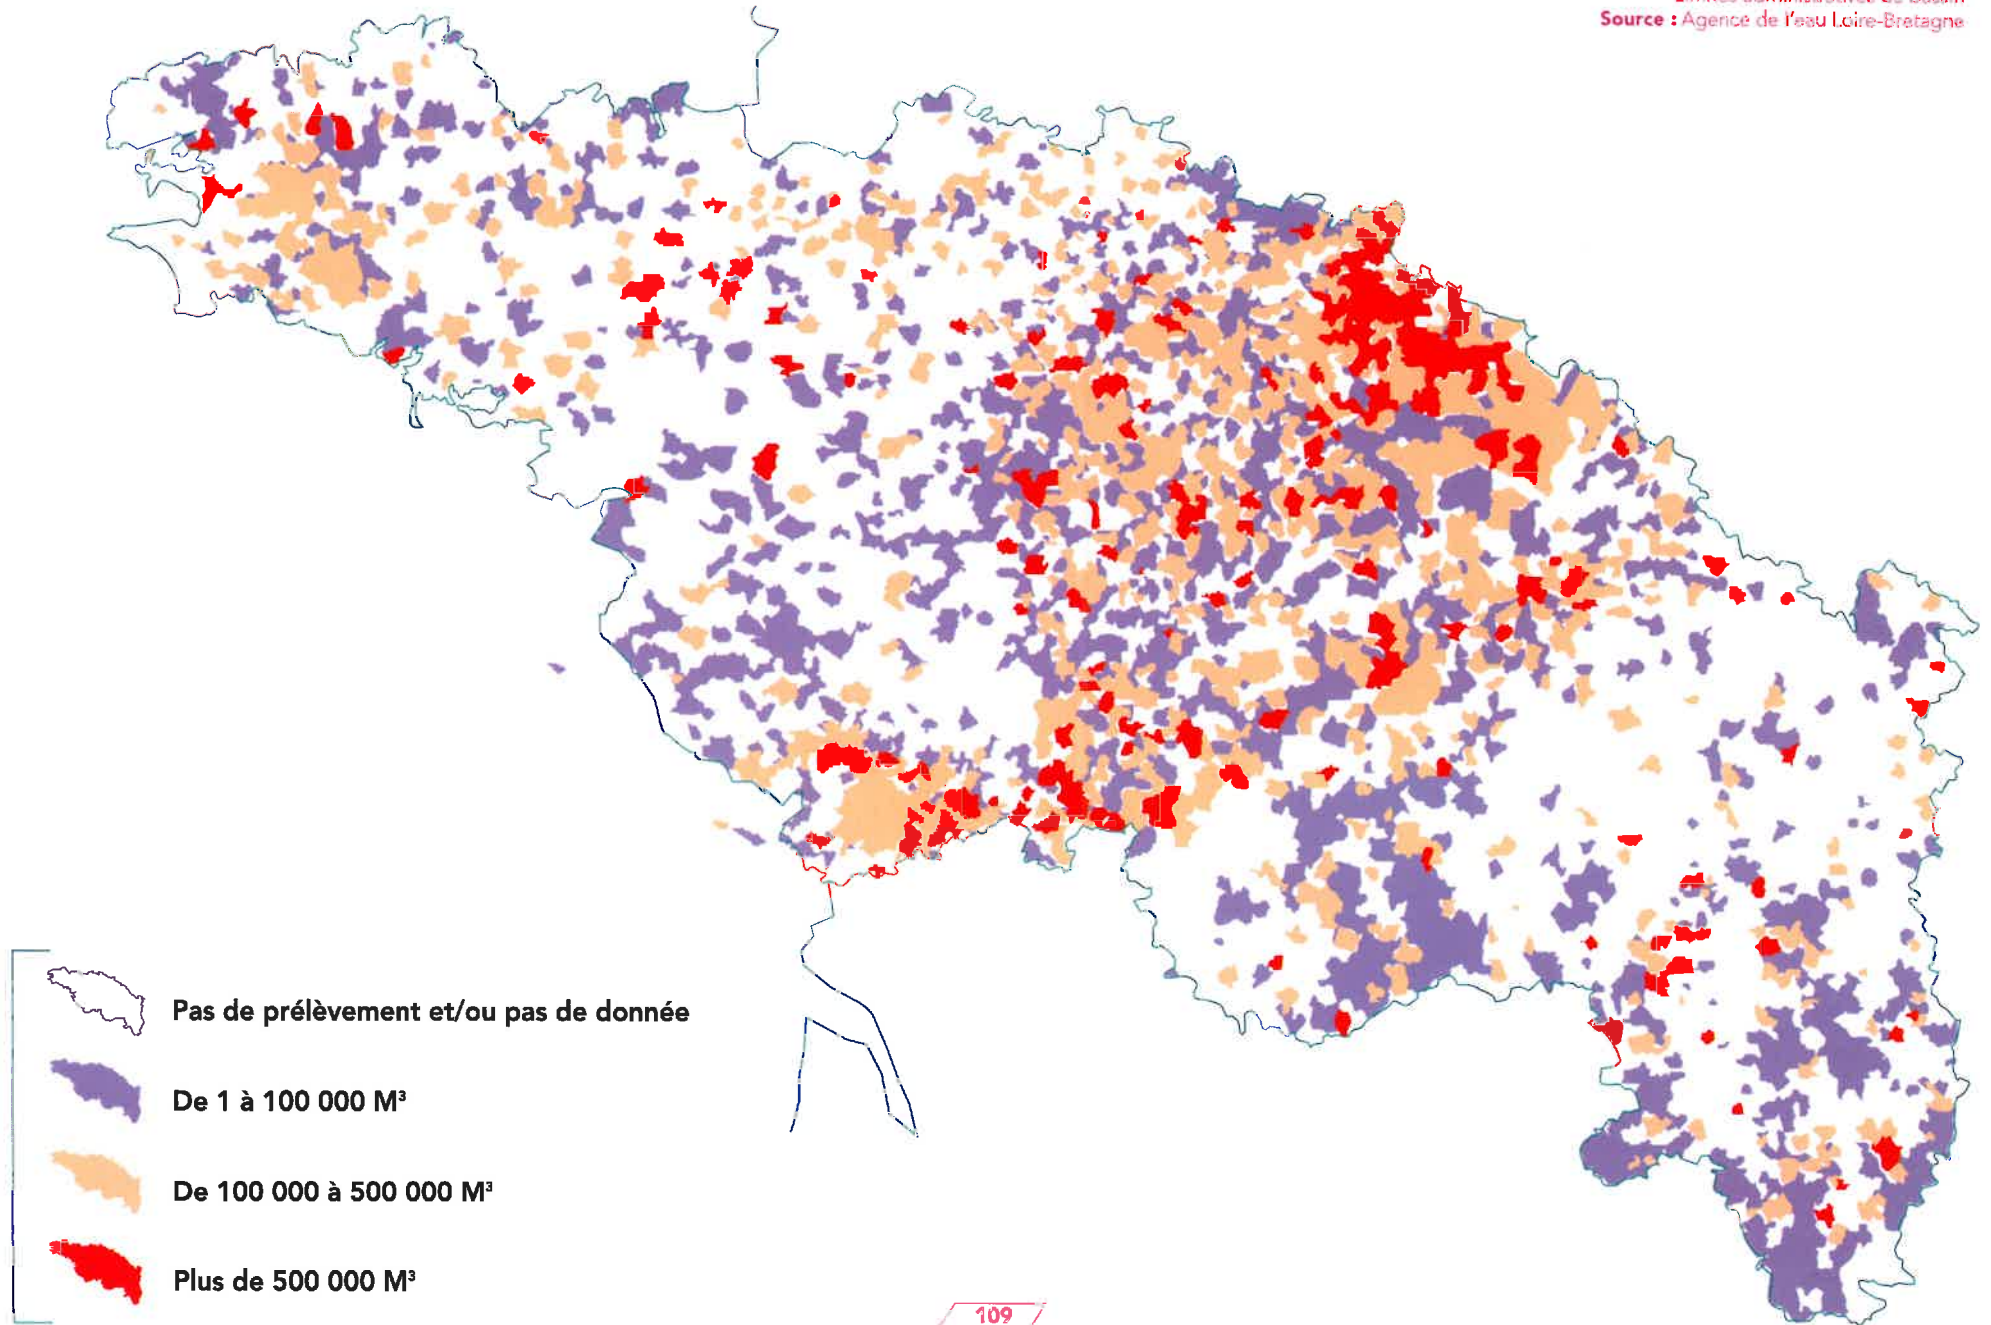 Source : Agence de l'eau Loire-Bretagne
Pas de prélèvement et/ou pas de donnée
De 1 à 100 000 M³
De 100 000 à 500 000 M³
Plus de 500 000 M³
109